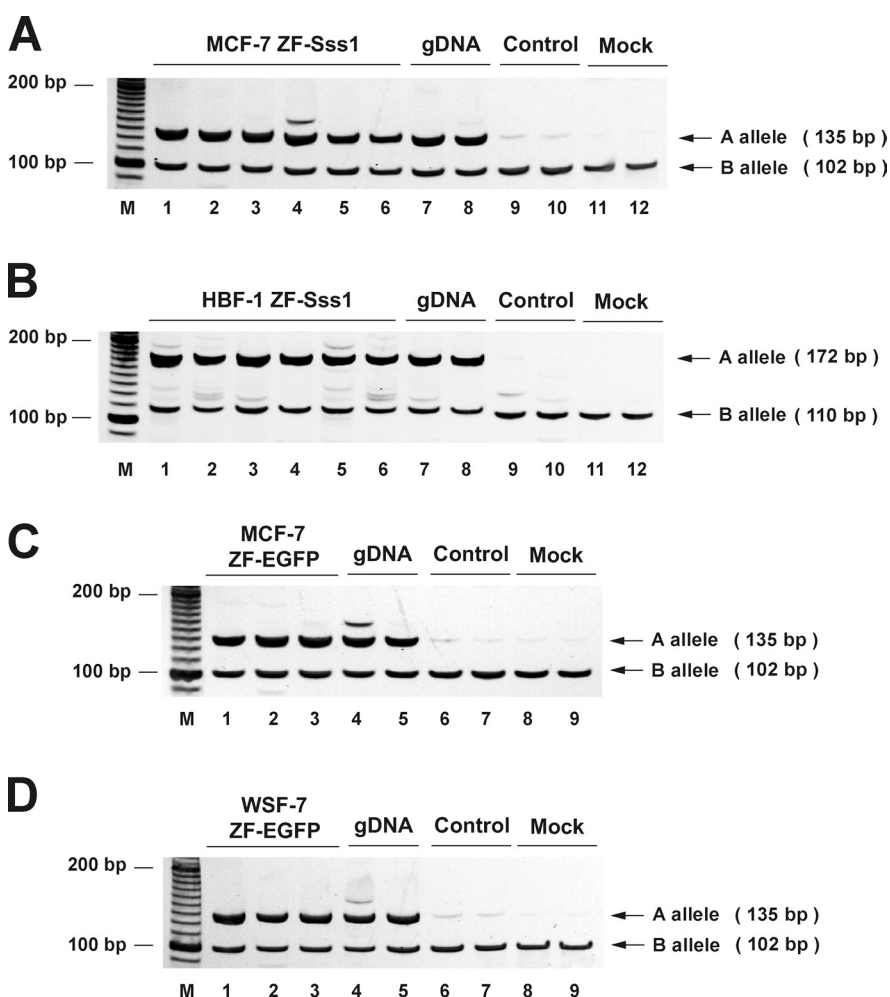 A
MCF-7 ZF-Sss1 gDNA Control Mock
200 bp
A allele ( 135 bp )
100 bp
B allele ( 102 bp )
M 1 2 3 4 5 6 7 8 9 10 11 12
B
HBF-1 ZF-Sss1 gDNA Control Mock
200 bp
A allele ( 172 bp )
100 bp
B allele ( 110 bp )
M 1 2 3 4 5 6 7 8 9 10 11 12
C
MCF-7
ZF-EGFP gDNA Control Mock
200 bp
A allele ( 135 bp )
100 bp
B allele ( 102 bp )
M 1 2 3 4 5 6 7 8 9
D
WSF-7
ZF-EGFP gDNA Control Mock
200 bp
A allele ( 135 bp )
100 bp
B allele ( 102 bp )
M 1 2 3 4 5 6 7 8 9